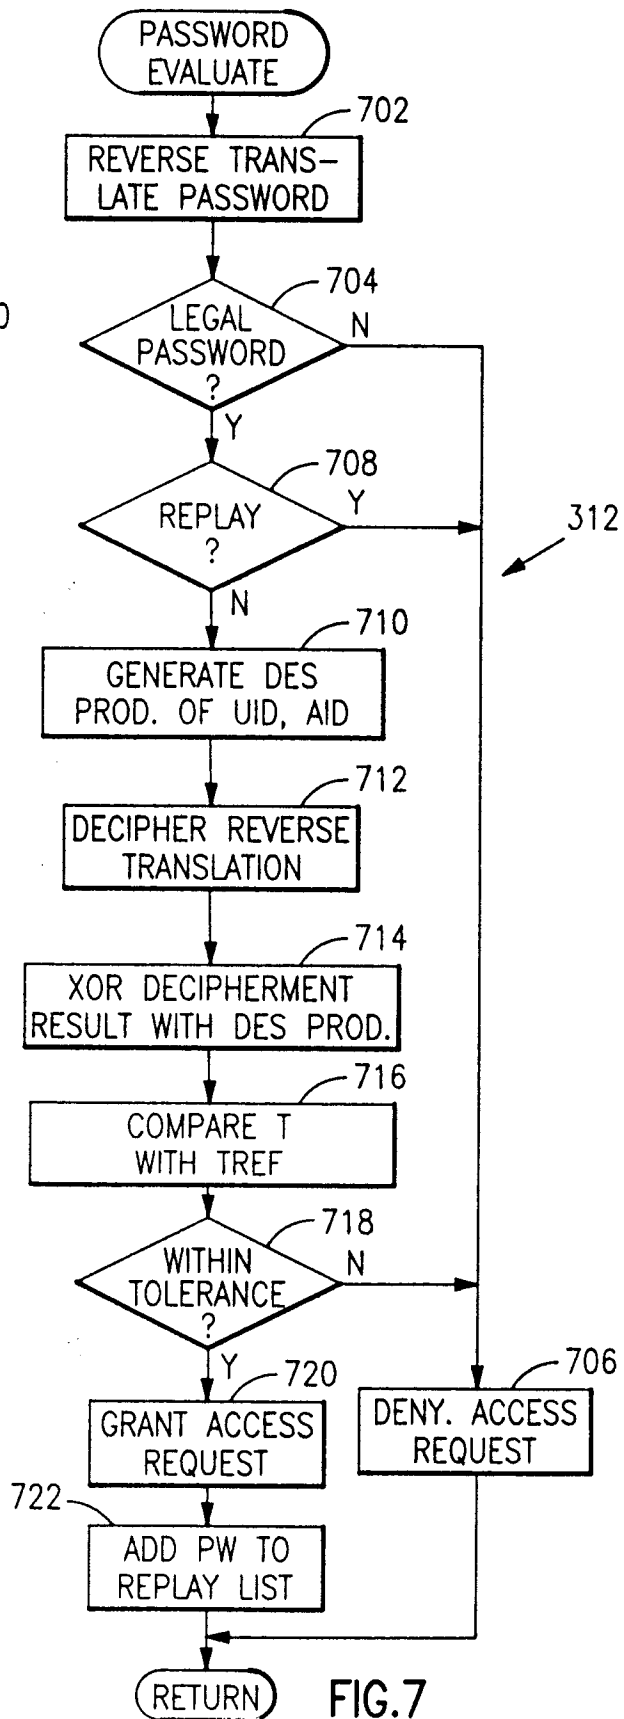 PASSWORD
EVALUATE
702
REVERSE TRANS-
LATE PASSWORD
704
0
LEGAL
PASSWORD
?
N
Y
708
REPLAY
?
Y
N
312
710
GENERATE DES
PROD. OF UID, AID
712
DECIPHER REVERSE
TRANSLATION
714
XOR DECIPHERMENT
RESULT WITH DES PROD.
716
COMPARE T
WITH TREF
718
WITHIN
TOLERANCE
?
N
Y
720
GRANT ACCESS
REQUEST
706
DENY. ACCESS
REQUEST
722
ADD PW TO
REPLAY LIST
RETURN
FIG.7